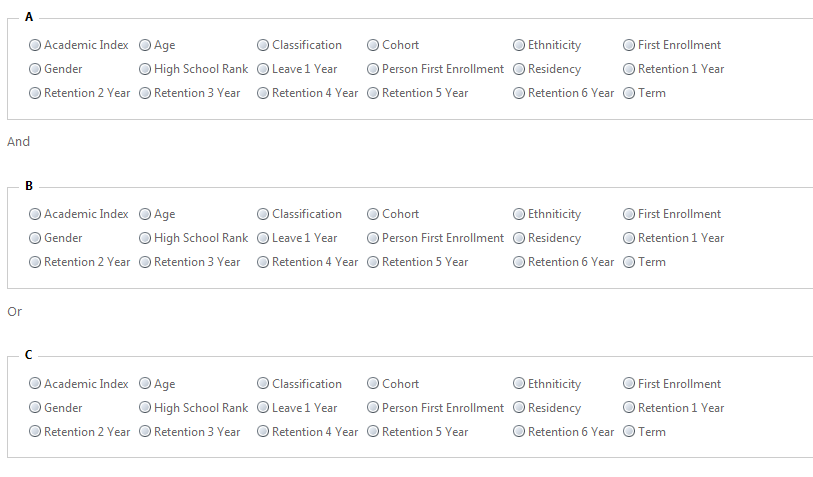 A
Academic Index Age Classification Cohort Ethniticity First Enrollment
Gender High School Rank Leave 1 Year Person First Enrollment Residency Retention 1 Year
Retention 2 Year Retention 3 Year Retention 4 Year Retention 5 Year Retention 6 Year Term
And
B
Academic Index Age Classification Cohort Ethniticity First Enrollment
Gender High School Rank Leave 1 Year Person First Enrollment Residency Retention 1 Year
Retention 2 Year Retention 3 Year Retention 4 Year Retention 5 Year Retention 6 Year Term
Or
C
Academic Index Age Classification Cohort Ethniticity First Enrollment
Gender High School Rank Leave 1 Year Person First Enrollment Residency Retention 1 Year
Retention 2 Year Retention 3 Year Retention 4 Year Retention 5 Year Retention 6 Year Term